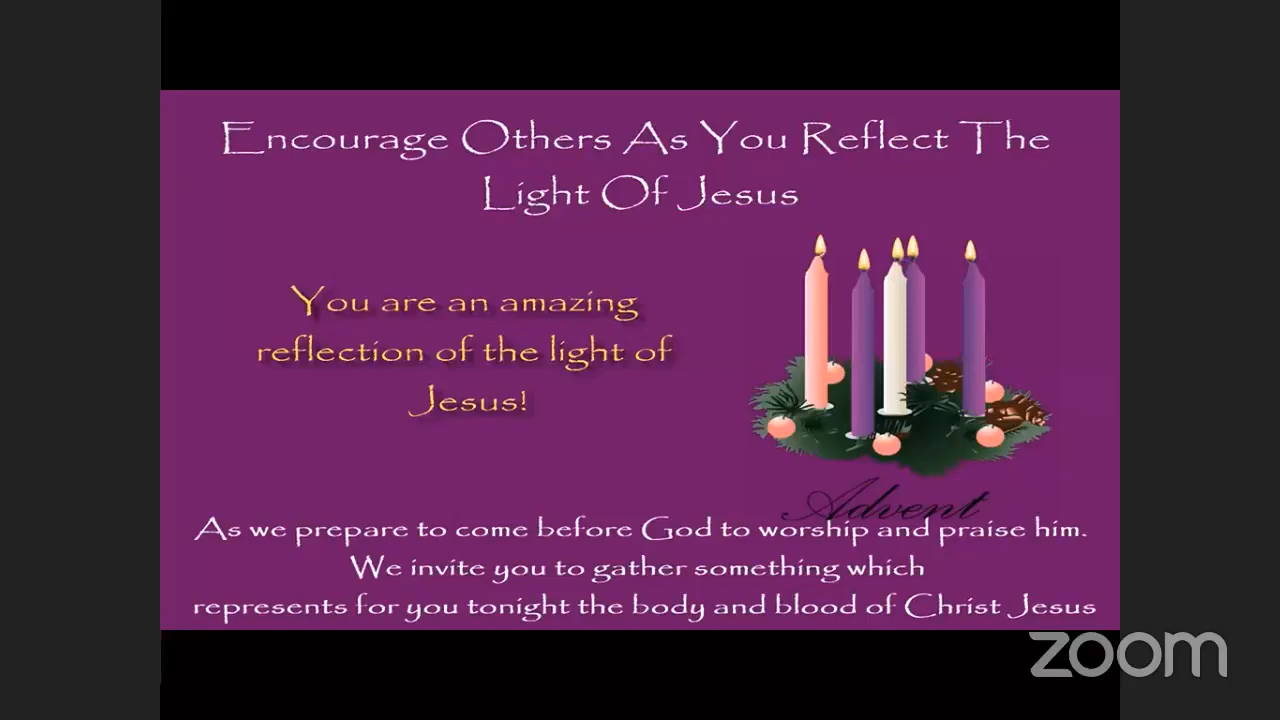 Encourage Others As You Reflect The
Light Of Jesus
You are an amazing
reflection of the light of
Jesus!
Advent
As we prepare to come before God to worship and praise him.
We invite you to gather something which
represents for you tonight the body and blood of Christ Jesus
zoom